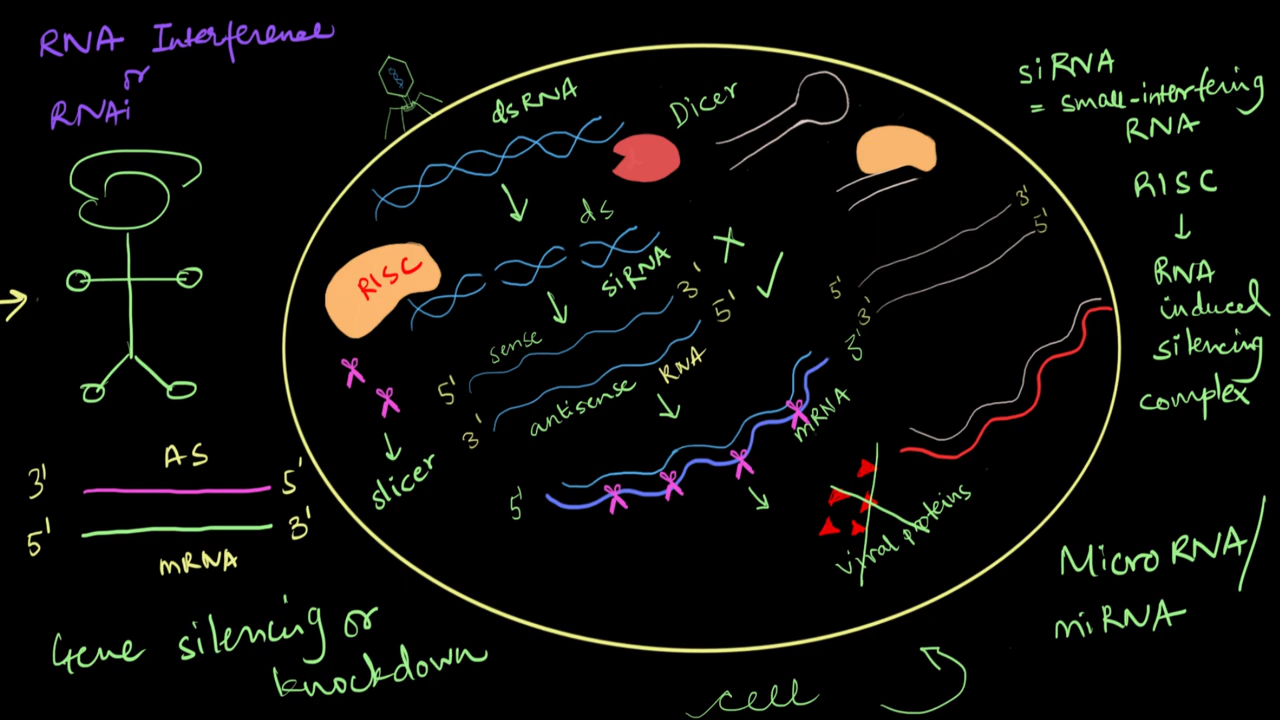 RNA Interference
or
RNAi
dsRNA
Dicer
ds
siRNA
RISC
sense
5' 3'
antisense RNA
3' 5'
slicer
5' 3'
mRNA
viral proteins
3'
5'
5'
3'
siRNA
= small-interfering
RNA
RISC
RNA
induced
silencing
complex
AS
3' 5'
5' 3'
mRNA
Gene silencing or
knockdown
cell
MicroRNA/
miRNA